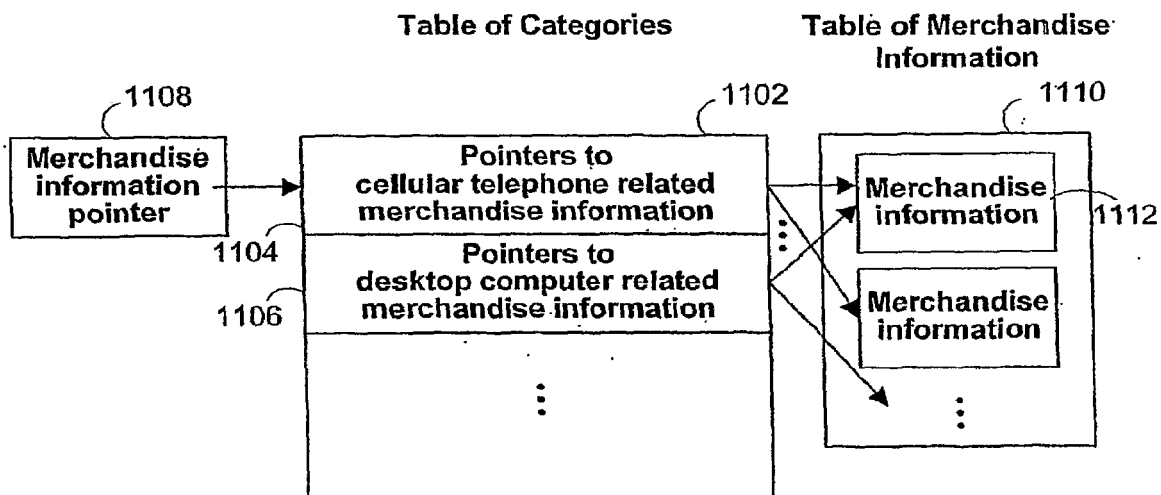 Table of Categories
Table of Merchandise
Information
1108
1102
1110
Merchandise
information
pointer
Pointers to
cellular telephone related
merchandise information
Merchandise
information
1112
1104
Pointers to
desktop computer related
merchandise information
1106
Merchandise
information